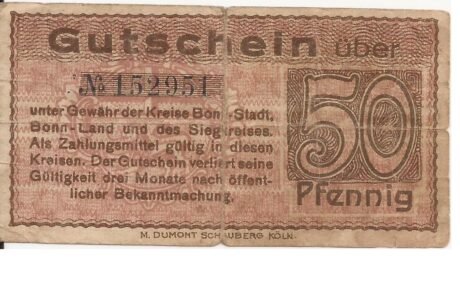 Gutschein über
№ 152951
unter Gewähr der Kreise Bonn-Stadt,
Bonn-Land und des Siegkreises.
Als Zahlungsmittel gültig in diesen
Kreisen. Der Gutschein verliert seine
Gültigkeit drei Monate nach öffent-
licher Bekanntmachung.
50
Pfennig
M. DUMONT SCHAUBERG KÖLN.